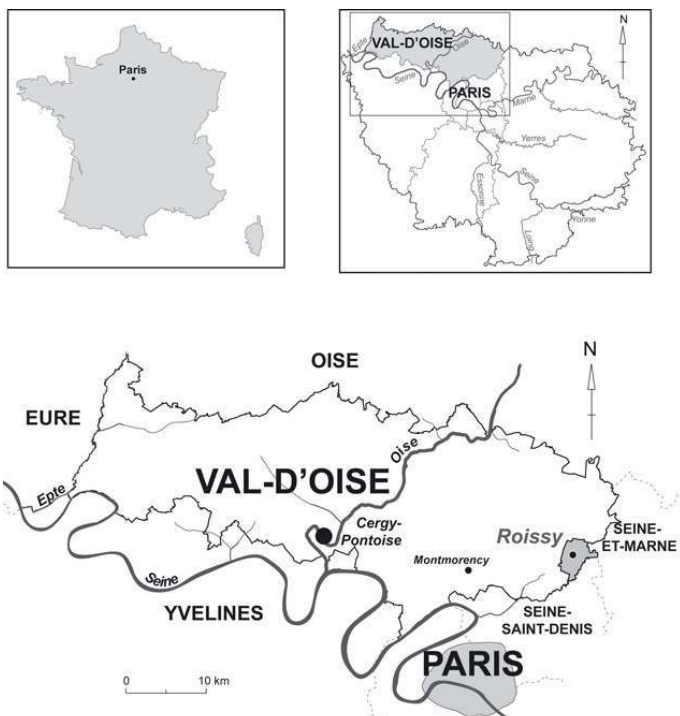 Paris
N
VAL-D'OISE
Epte
Oise
Seine
PARIS
Marne
Yerres
Seine
Essonne
Loing
Yonne
OISE
N
EURE
Oise
VAL-D'OISE
Epte
Cergy-
Pontoise
Roissy
SEINE-
ET-MARNE
Montmorency
Seine
YVELINES
SEINE-
SAINT-DENIS
PARIS
0 10 km